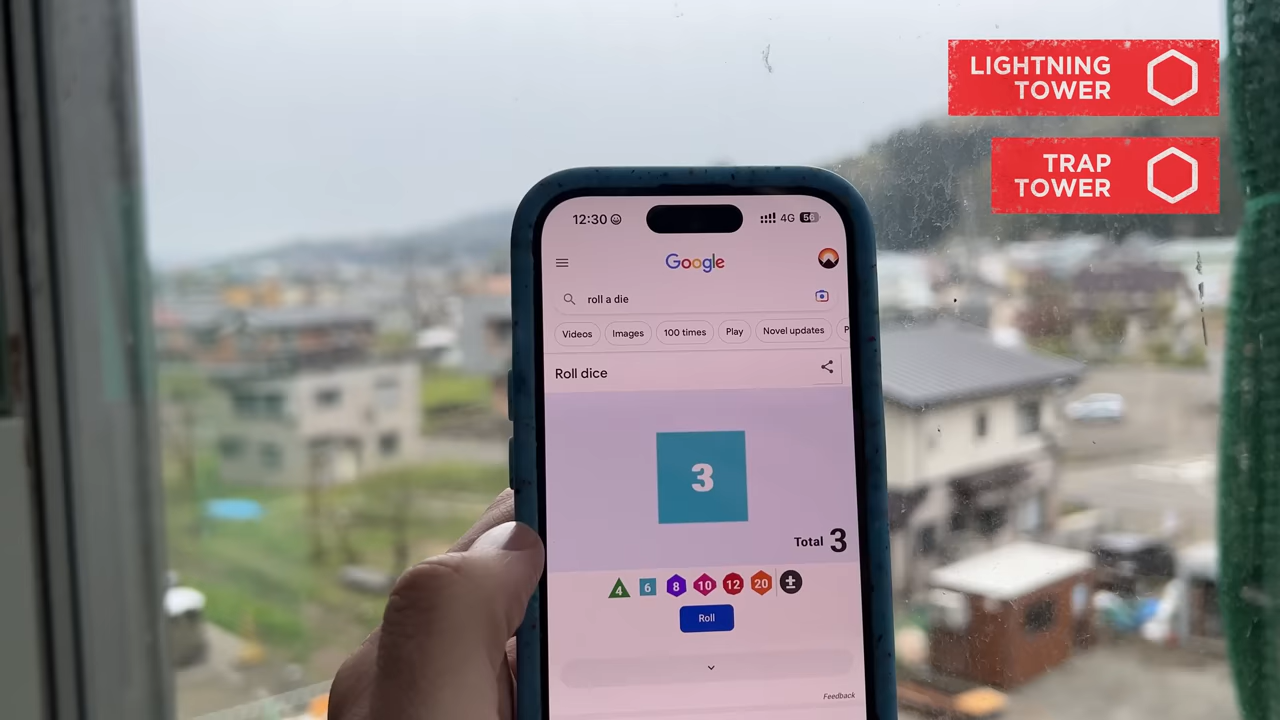 LIGHTNING
TOWER
TRAP
TOWER
12:30
4G 56
Google
roll a die
Videos Images 100 times Play Novel updates P
Roll dice
3
Total 3
4 6 8 10 12 20 ±
Roll
Feedback